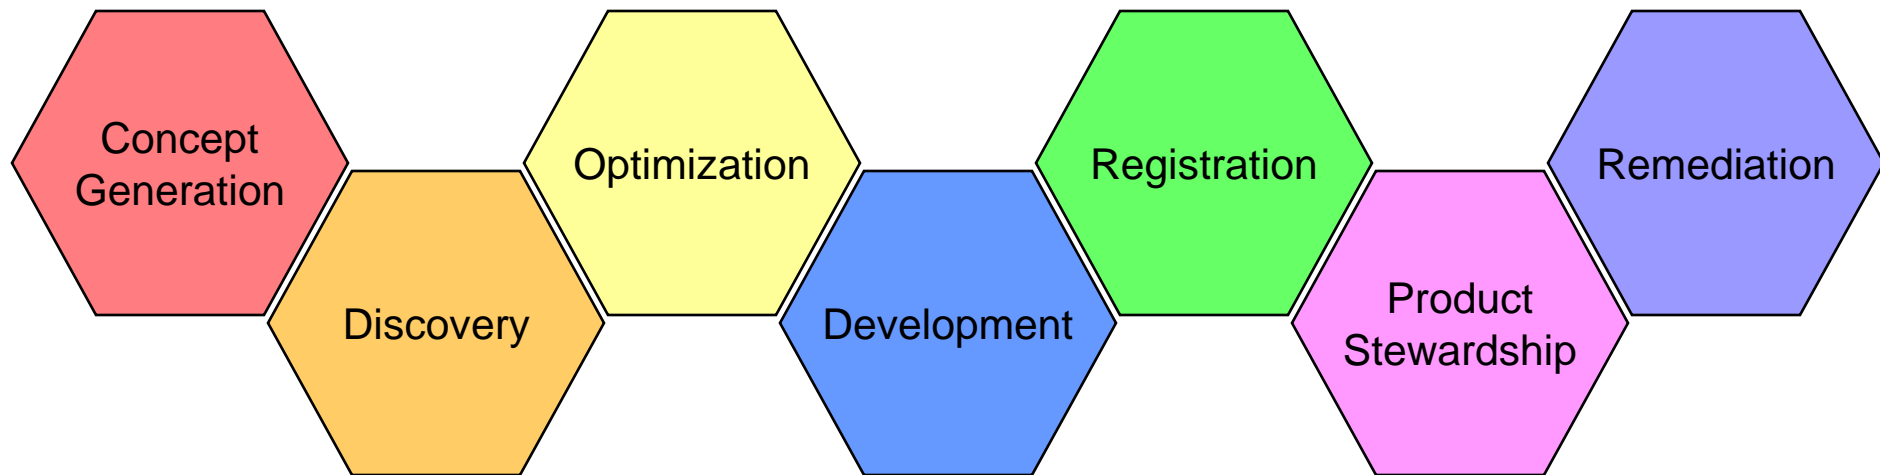 Concept
Generation
Discovery
Optimization
Development
Registration
Product
Stewardship
Remediation